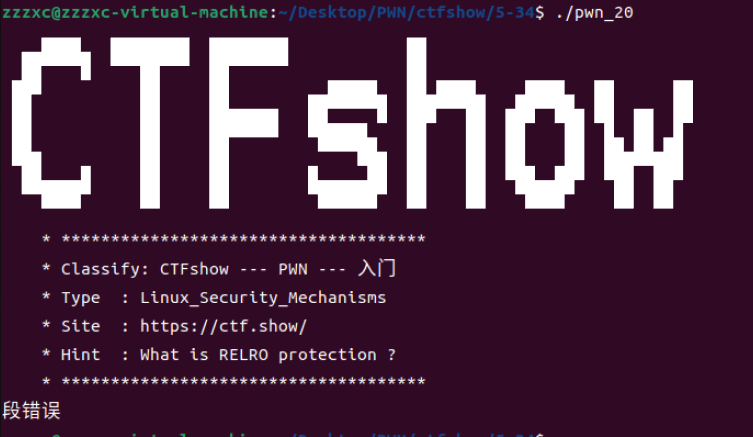 zzzxc@zzzxc-virtual-machine:~/Desktop/PWN/ctfshow/5-34$ ./pwn_20
CTFshow
* *************************************
* Classify: CTFshow --- PWN --- 入门
* Type  : Linux_Security_Mechanisms
* Site  : https://ctf.show/
* Hint  : What is RELRO protection ?
* *************************************
段错误